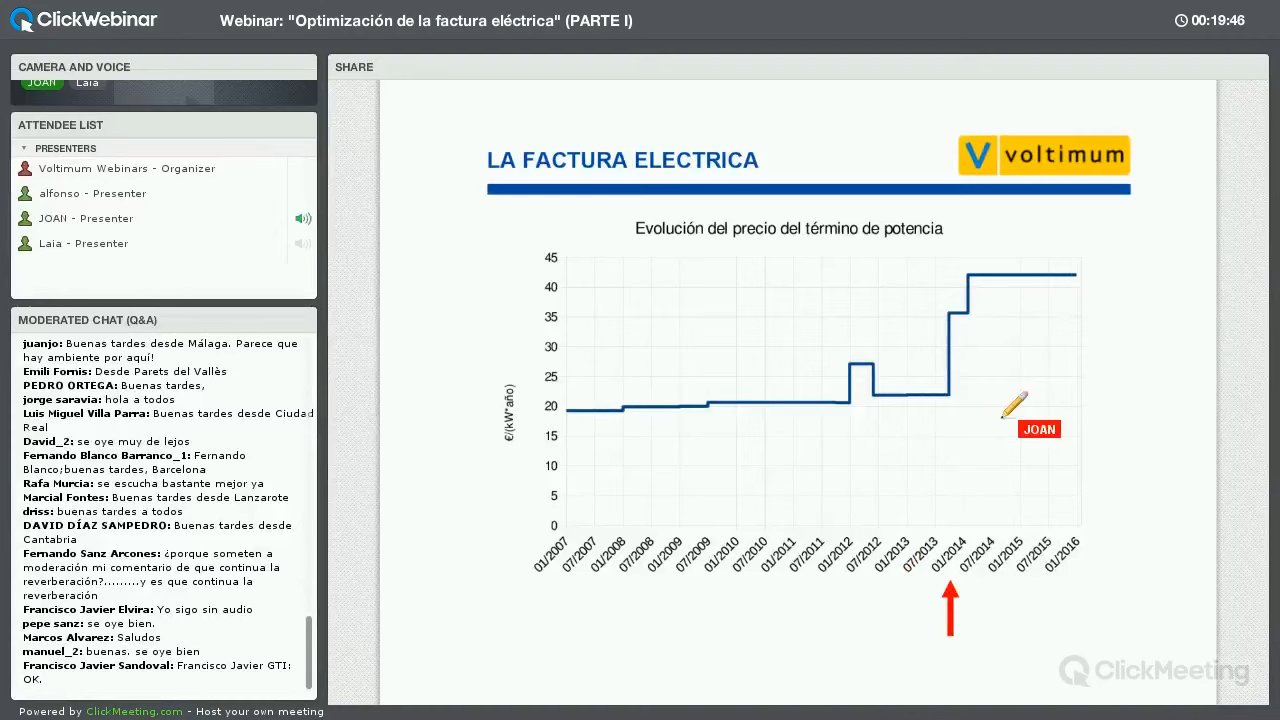 ClickWebinar
Webinar: "Optimización de la factura eléctrica" (PARTE I)
00:19:46
CAMERA AND VOICE
JOAN Laia
ATTENDEE LIST
PRESENTERS
Voltimum Webinars - Organizer
alfonso - Presenter
JOAN - Presenter
Laia - Presenter
MODERATED CHAT (Q&A)
juanjo: Buenas tardes desde Málaga. Parece que
hay ambiente por aquí!
Emili Fornis: Desde Parets del Vallès
PEDRO ORTEGA: Buenas tardes,
jorge saravia: hola a todos
Luis Miguel Villa Parra: Buenas tardes desde Ciudad
Real
David_2: se oye muy de lejos
Fernando Blanco Barranco_1: Fernando
Blanco;buenas tardes, Barcelona
Rafa Murcia: se escucha bastante mejor ya
Marcial Fontes: Buenas tardes desde Lanzarote
driss: buenas tardes a todos
DAVID DÍAZ SAMPEDRO: Buenas tardes desde
Cantabria
Fernando Sanz Arcones: ¿porque someten a
moderación mi comentario de que continua la
reverberación. .........y es que continua la
reverberación
Francisco Javier Elvira: Yo sigo sin audio
pepe sanz: se oye bien.
Marcos Alvarez: Saludos
manuel_2: buenas. se oye bien
Francisco Javier Sandoval: Francisco Javier GTI:
OK.
Powered by ClickMeeting.com - Host your own meeting
SHARE
LA FACTURA ELECTRICA
V voltimum
Evolución del precio del término de potencia
€/(kW*año)
45
40
35
30
25
20
15
10
5
0
01/2007
07/2007
01/2008
07/2008
01/2009
07/2009
01/2010
07/2010
01/2011
07/2011
01/2012
07/2012
01/2013
07/2013
01/2014
07/2014
01/2015
07/2015
01/2016
JOAN
ClickMeeting